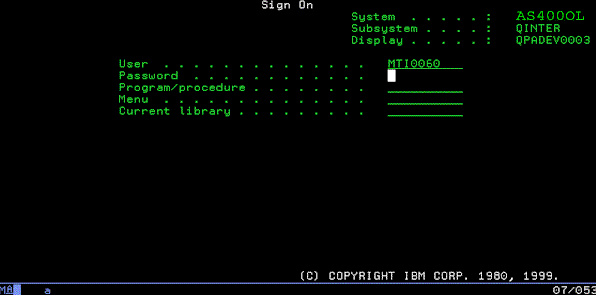 Sign On
System . . . . . : AS400OL
Subsystem . . . . : QINTER
Display . . . . . : QPADEV0003
User . . . . . . . . . . . . . . MTI0060
Password . . . . . . . . . . . .
Program/procedure . . . . . . . .
Menu . . . . . . . . . . . . . .
Current library . . . . . . . . .
(C) COPYRIGHT IBM CORP. 1980, 1999.
MA a 07/053